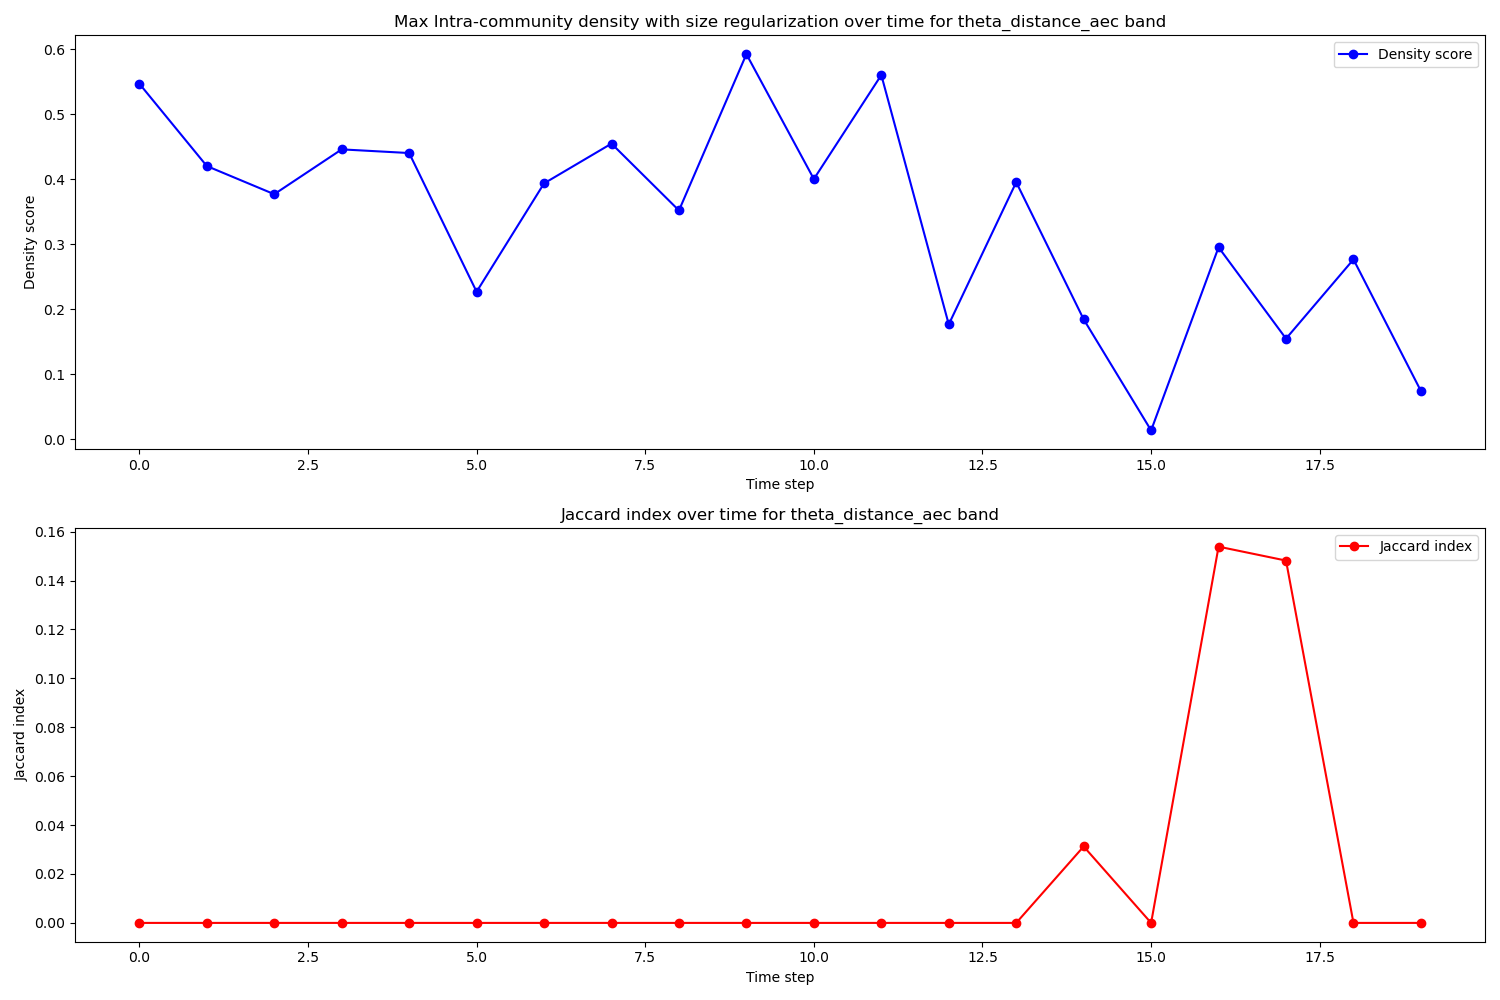 Max Intra-community density with size regularization over time for theta_distance_aec band
Density score
0.6
0.5
0.4
0.3
0.2
0.1
0.0
Density score
0.0 2.5 5.0 7.5 10.0 12.5 15.0 17.5
Time step
Jaccard index over time for theta_distance_aec band
Jaccard index
0.16
0.14
0.12
0.10
0.08
0.06
0.04
0.02
0.00
Jaccard index
0.0 2.5 5.0 7.5 10.0 12.5 15.0 17.5
Time step